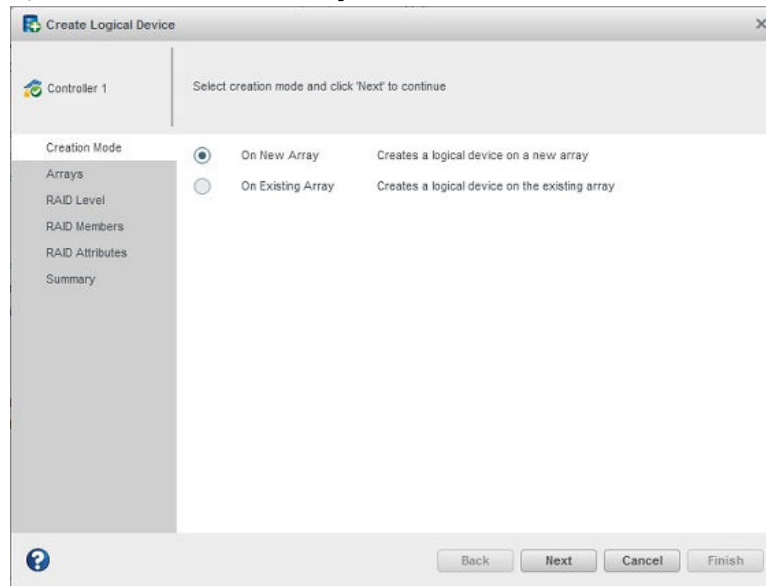 Create Logical Device
Controller 1
Select creation mode and click 'Next' to continue
Creation Mode
On New Array Creates a logical device on a new array
Arrays
On Existing Array Creates a logical device on the existing array
RAID Level
RAID Members
RAID Attributes
Summary
Back Next Cancel Finish